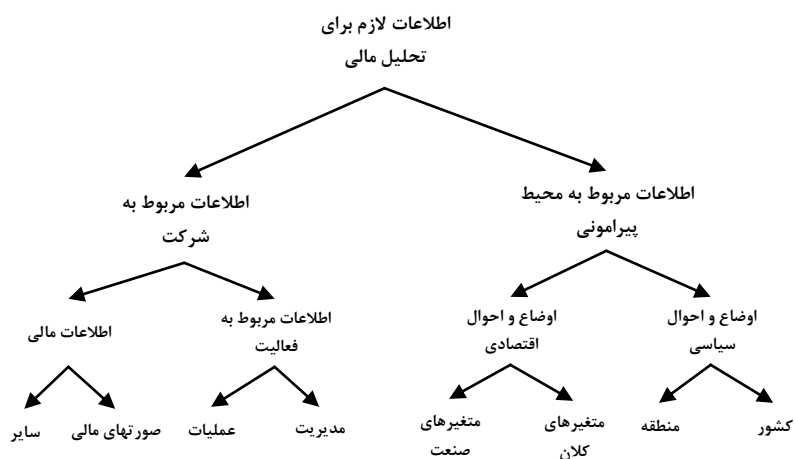 اطلاعات لازم برای
تحلیل مالی
اطلاعات مربوط به محیط
پیرامونی
اطلاعات مربوط به
شرکت
اوضاع و احوال
سیاسی
اوضاع و احوال
اقتصادی
اطلاعات مربوط به
فعالیت
اطلاعات مالی
کشور
منطقه
متغیرهای
کلان
متغیرهای
صنعت
مدیریت
عملیات
صورتهای مالی
سایر